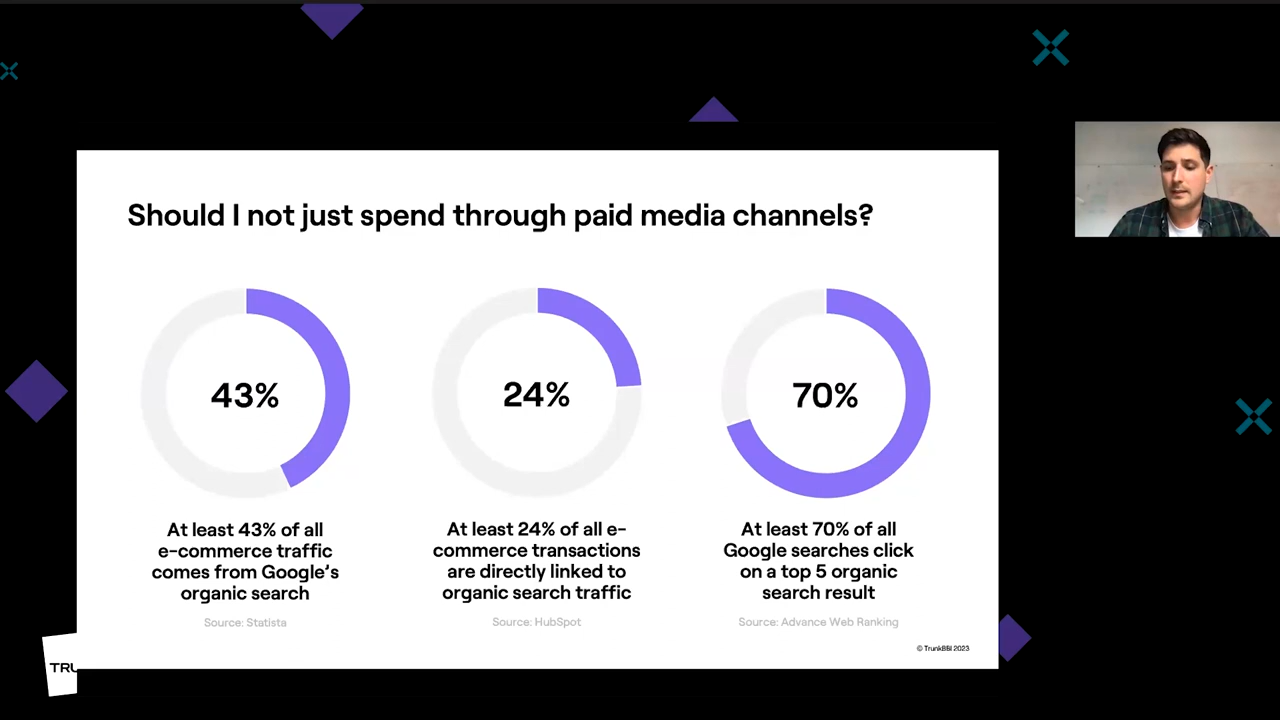 Should I not just spend through paid media channels?
43%
24%
70%
At least 43% of all
e-commerce traffic
comes from Google's
organic search
Source: Statista
At least 24% of all e-
commerce transactions
are directly linked to
organic search traffic
Source: HubSpot
At least 70% of all
Google searches click
on a top 5 organic
search result
Source: Advance Web Ranking
© TrunkBBI 2023
TRU